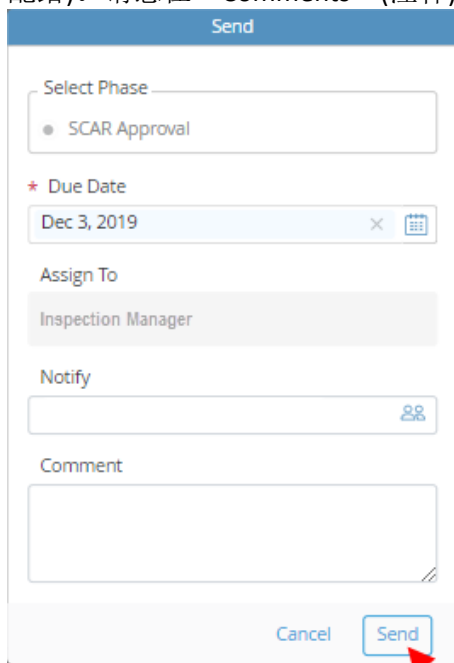 Send
Select Phase
SCAR Approval
* Due Date
Dec 3, 2019
Assign To
Inspection Manager
Notify
Comment
Cancel Send